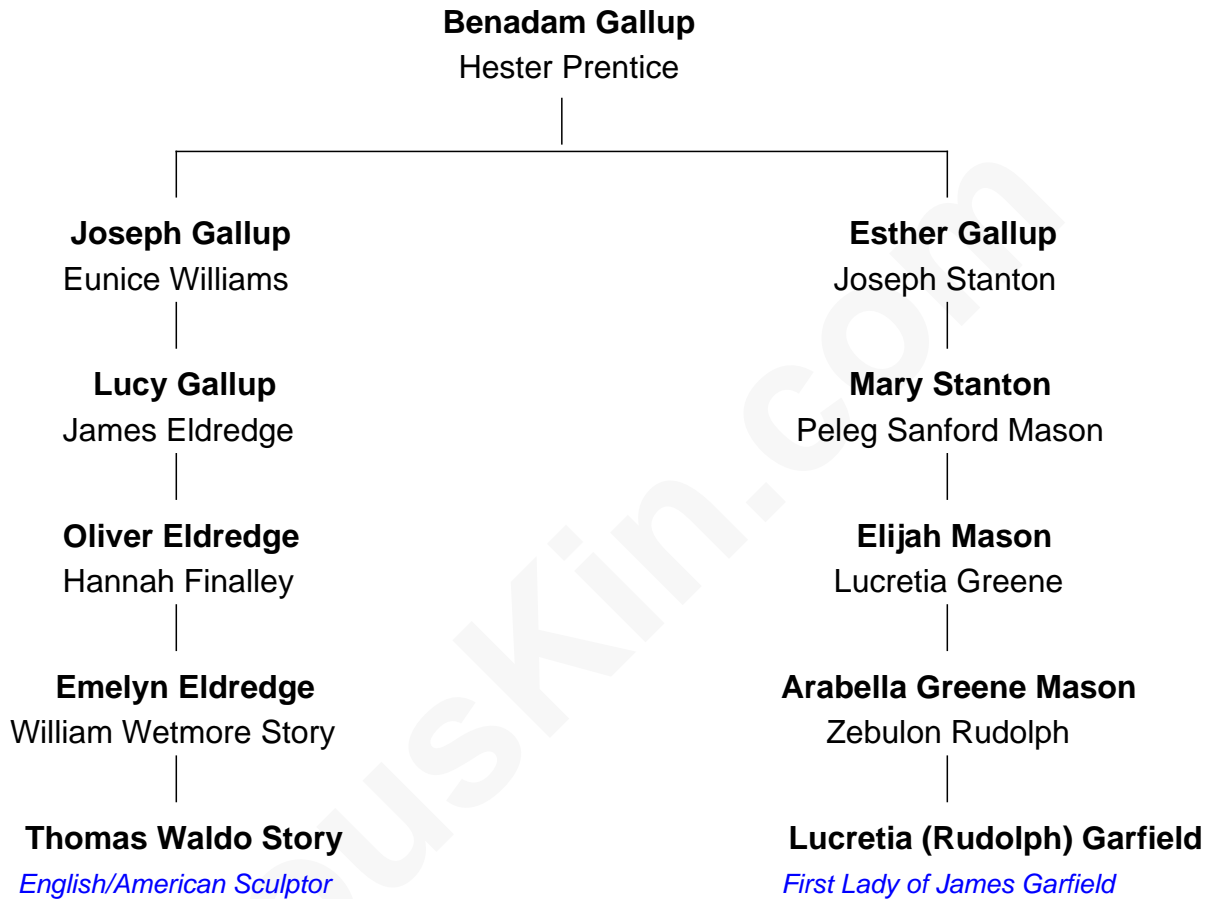 Benadam Gallup
Hester Prentice
Joseph Gallup
Eunice Williams
Esther Gallup
Joseph Stanton
Lucy Gallup
James Eldredge
Mary Stanton
Peleg Sanford Mason
Oliver Eldredge
Hannah Finalley
Elijah Mason
Lucretia Greene
Emelyn Eldredge
William Wetmore Story
Arabella Greene Mason
Zebulon Rudolph
Thomas Waldo Story
English/American Sculptor
Lucretia (Rudolph) Garfield
First Lady of James Garfield
ousKin.com